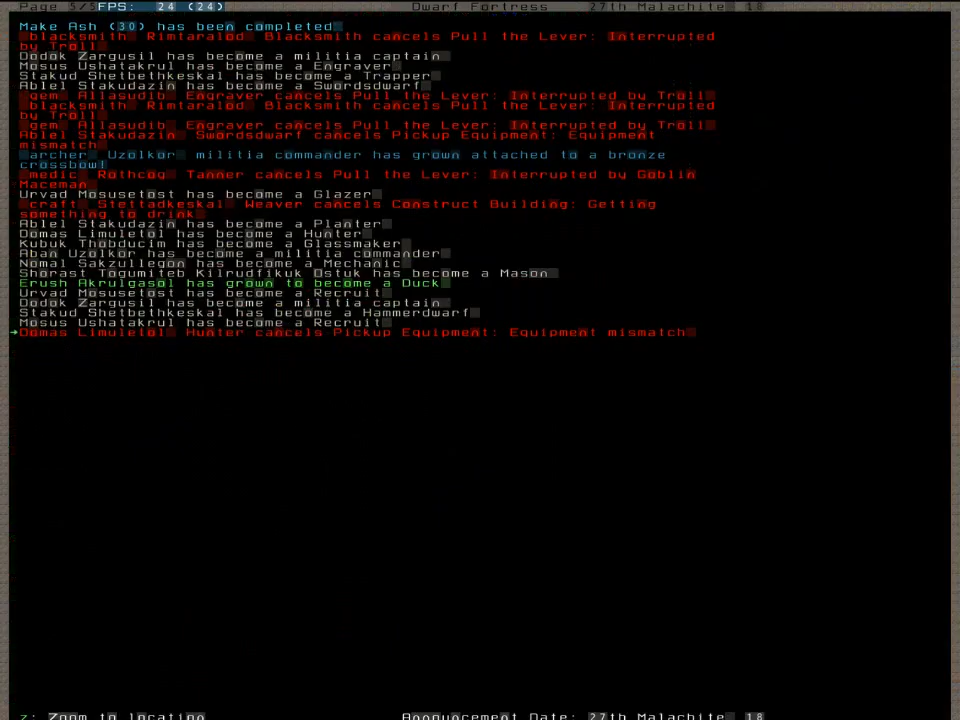 Page 5/5 FPS: 24 (24) Dwarf Fortress 27th Malachite 18
Make Ash (30) has been completed.
blacksmith Rimtaralod Blacksmith cancels Pull the Lever: Interrupted
by Troll
Dodok Zargusil has become a militia captain
Mosus Ushatakrul has become a Engraver
Stakud Shetbethkeskal has become a Trapper
Ablel Stakudazin has become a Swordsdwarf
gem Allasudib Engraver cancels Pull the Lever: Interrupted by Troll
blacksmith Rimtaralod Blacksmith cancels Pull the Lever: Interrupted
by Troll
gem Allasudib Engraver cancels Pull the Lever: Interrupted by Troll
Ablel Stakudazin Swordsdwarf cancels Pickup Equipment: Equipment
mismatch
archer Uzolkor militia commander has grown attached to a bronze
crossbow!
medic Rothcog Tanner cancels Pull the Lever: Interrupted by Goblin
Maceman
Urvad Mosusetost has become a Glazer
craft Stettadkeskal Weaver cancels Construct Building: Getting
something to drink
Ablel Stakudazin has become a Planter
Domas Limuletol has become a Hunter
Kubuk Thobducim has become a Glassmaker
Aban Uzolkor has become a militia commander
Nomal Sakzullegon has become a Mechanic
Shorast Togumiteb Kilrudfikuk Ostuk has become a Mason
Erush Akrulgasol has grown to become a Duck
Urvad Mosusetost has become a Recruit
Dodok Zargusil has become a militia captain
Stakud Shetbethkeskal has become a Hammerdwarf
Mosus Ushatakrul has become a Recruit
Domas Limuletol Hunter cancels Pickup Equipment: Equipment mismatch
z: Zoom to location Announcement Date: 27th Malachite 18